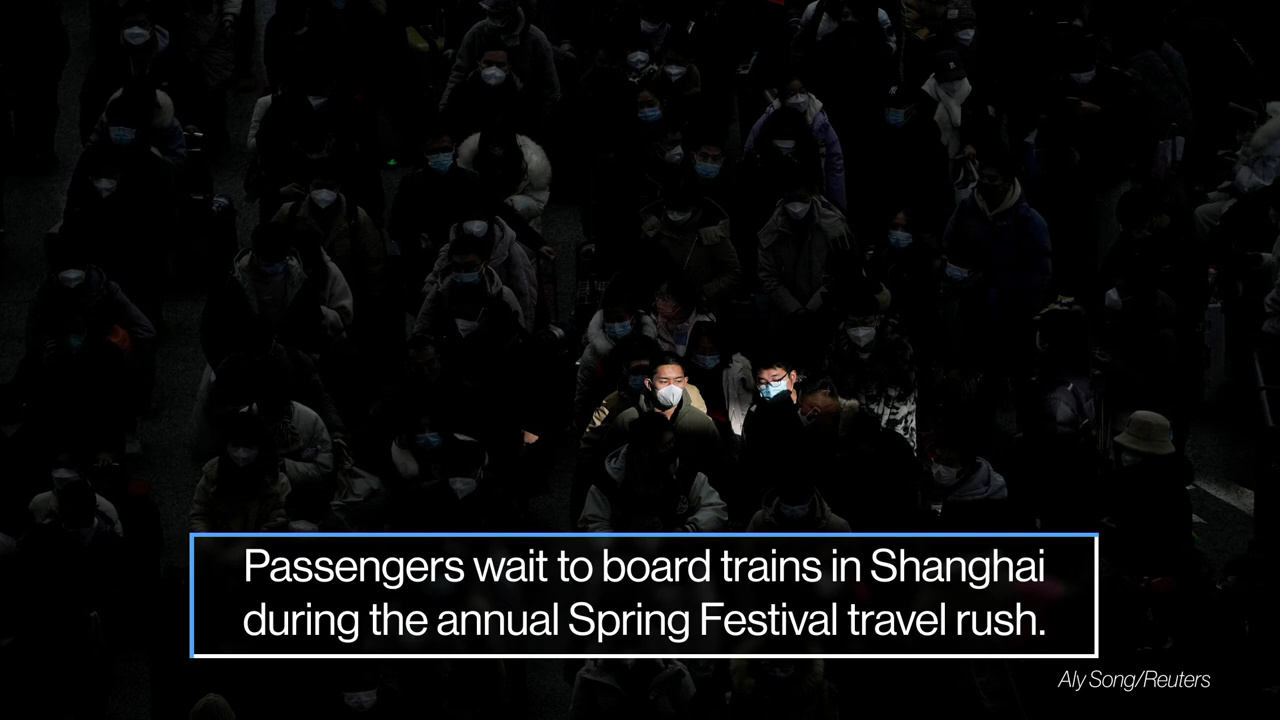 Passengers wait to board trains in Shanghai
during the annual Spring Festival travel rush.
Aly Song/Reuters